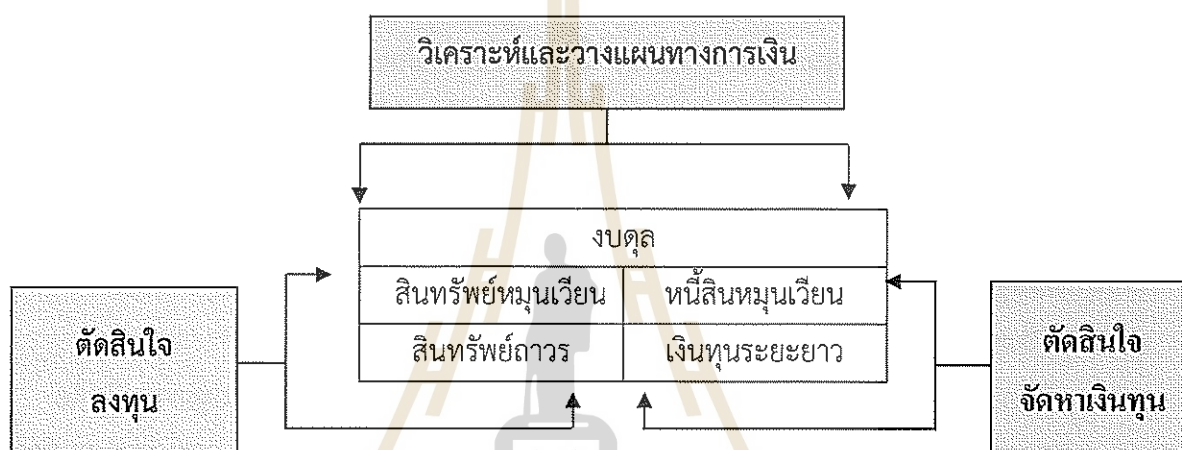 วิเคราะห์และวางแผนทางการเงิน
งบดุล
สินทรัพย์หมุนเวียน หนี้สินหมุนเวียน
สินทรัพย์ถาวร เงินทุนระยะยาว
ตัดสินใจ
ลงทุน
ตัดสินใจ
จัดหาเงินทุน